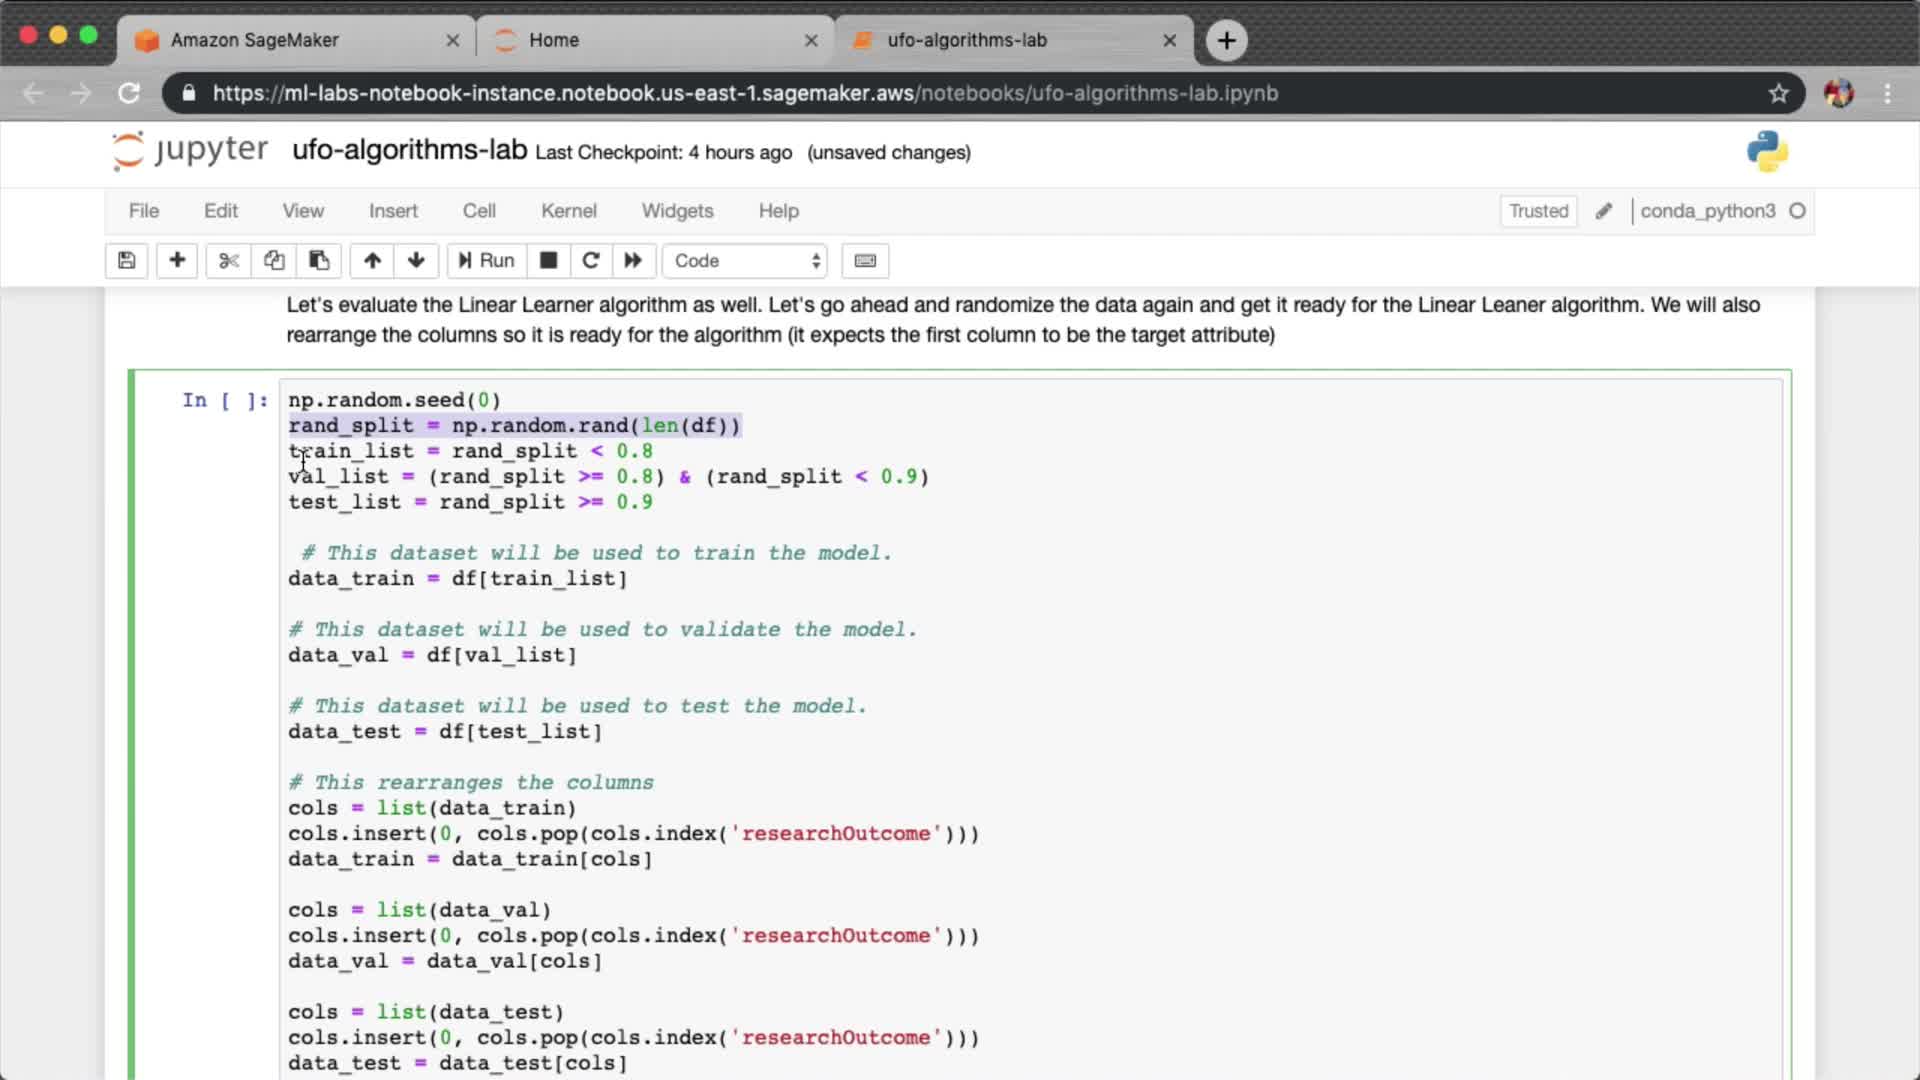 Amazon SageMaker
Home
ufo-algorithms-lab
https://ml-labs-notebook-instance.notebook.us-east-1.sagemaker.aws/notebooks/ufo-algorithms-lab.ipynb
jupyter ufo-algorithms-lab Last Checkpoint: 4 hours ago (unsaved changes)
File Edit View Insert Cell Kernel Widgets Help Trusted conda_python3
Run Code
Let's evaluate the Linear Learner algorithm as well. Let's go ahead and randomize the data again and get it ready for the Linear Leaner algorithm. We will also
rearrange the columns so it is ready for the algorithm (it expects the first column to be the target attribute)
In [ ]: np.random.seed(0)
rand_split = np.random.rand(len(df))
train_list = rand_split < 0.8
val_list = (rand_split >= 0.8) & (rand_split < 0.9)
test_list = rand_split >= 0.9
# This dataset will be used to train the model.
data_train = df[train_list]
# This dataset will be used to validate the model.
data_val = df[val_list]
# This dataset will be used to test the model.
data_test = df[test_list]
# This rearranges the columns
cols = list(data_train)
cols.insert(0, cols.pop(cols.index('researchOutcome')))
data_train = data_train[cols]
cols = list(data_val)
cols.insert(0, cols.pop(cols.index('researchOutcome')))
data_val = data_val[cols]
cols = list(data_test)
cols.insert(0, cols.pop(cols.index('researchOutcome')))
data_test = data_test[cols]